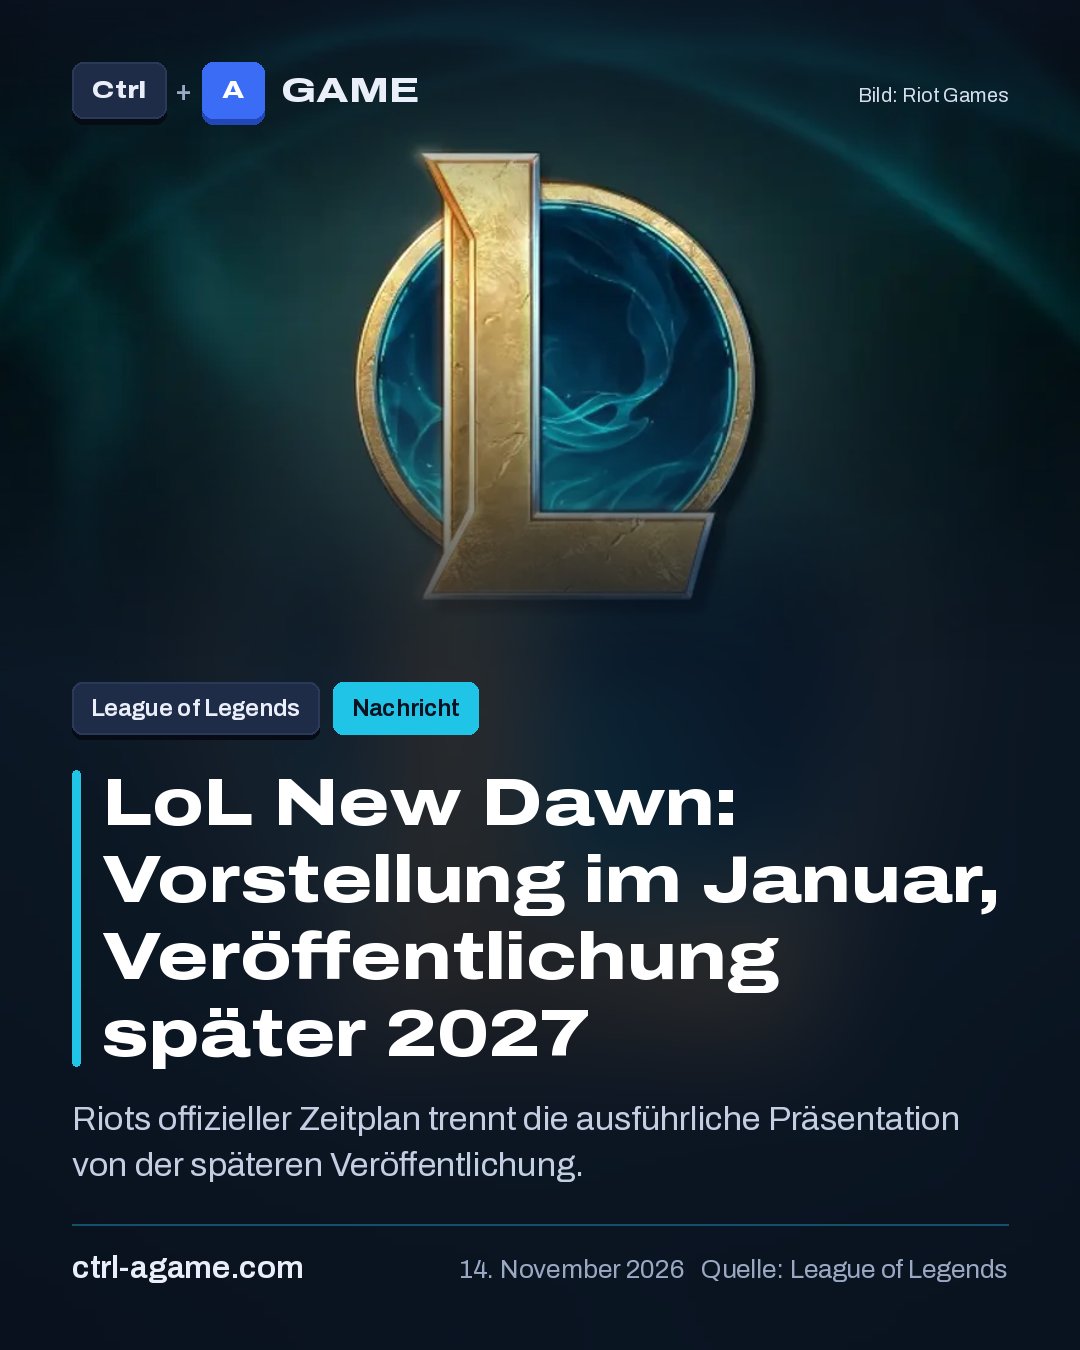 Ctrl + A GAME
Bild: Riot Games
L
League of Legends
Nachricht
LoL New Dawn:
Vorstellung im Januar,
Veröffentlichung
später 2027
Riots offizieller Zeitplan trennt die ausführliche Präsentation
von der späteren Veröffentlichung.
ctrl-agame.com
14. November 2026 Quelle: League of Legends